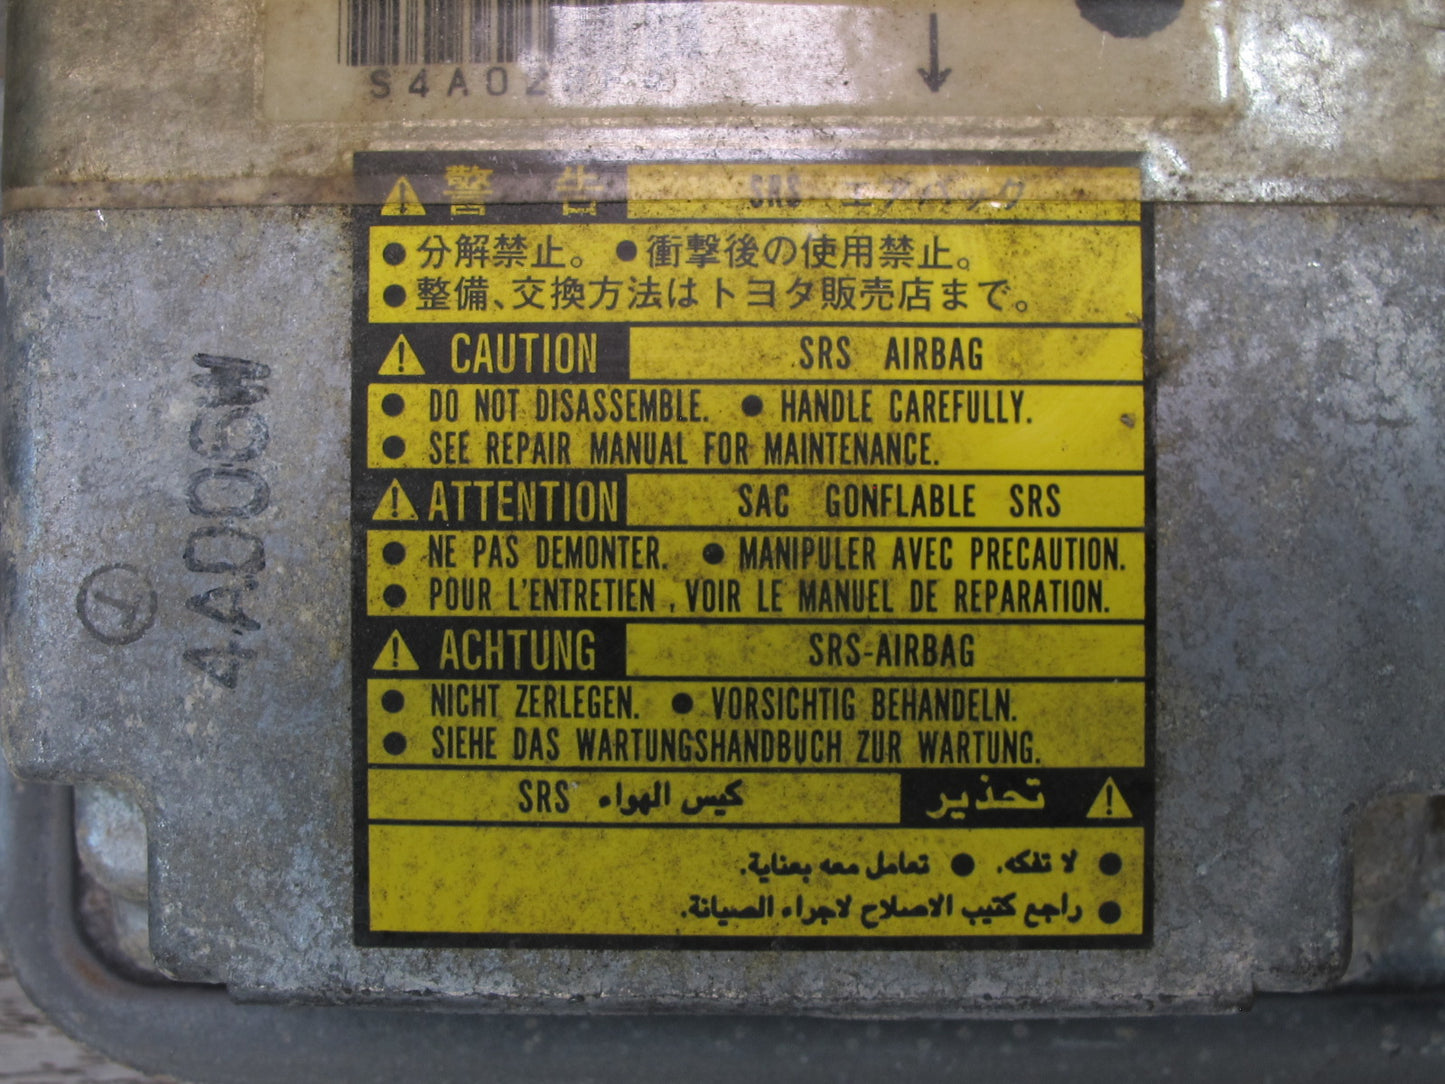 警告 SRS エアバッグ
● 分解禁止。 ● 衝撃後の使用禁止。
● 整備、交換方法はトヨタ販売店まで。
CAUTION SRS AIRBAG
● DO NOT DISASSEMBLE. ● HANDLE CAREFULLY.
● SEE REPAIR MANUAL FOR MAINTENANCE.
ATTENTION SAC GONFLABLE SRS
● NE PAS DEMONTER. ● MANIPULER AVEC PRECAUTION.
● POUR L'ENTRETIEN , VOIR LE MANUEL DE REPARATION.
ACHTUNG SRS-AIRBAG
● NICHT ZERLEGEN. ● VORSICHTIG BEHANDELN.
● SIEHE DAS WARTUNGSHANDBUCH ZUR WARTUNG.
تحذير كيس الهواء SRS
● لا تفكه. ● تعامل معه بعناية.
● راجع كتيب الاصلاح لاجراء الصيانة.
4AD06W